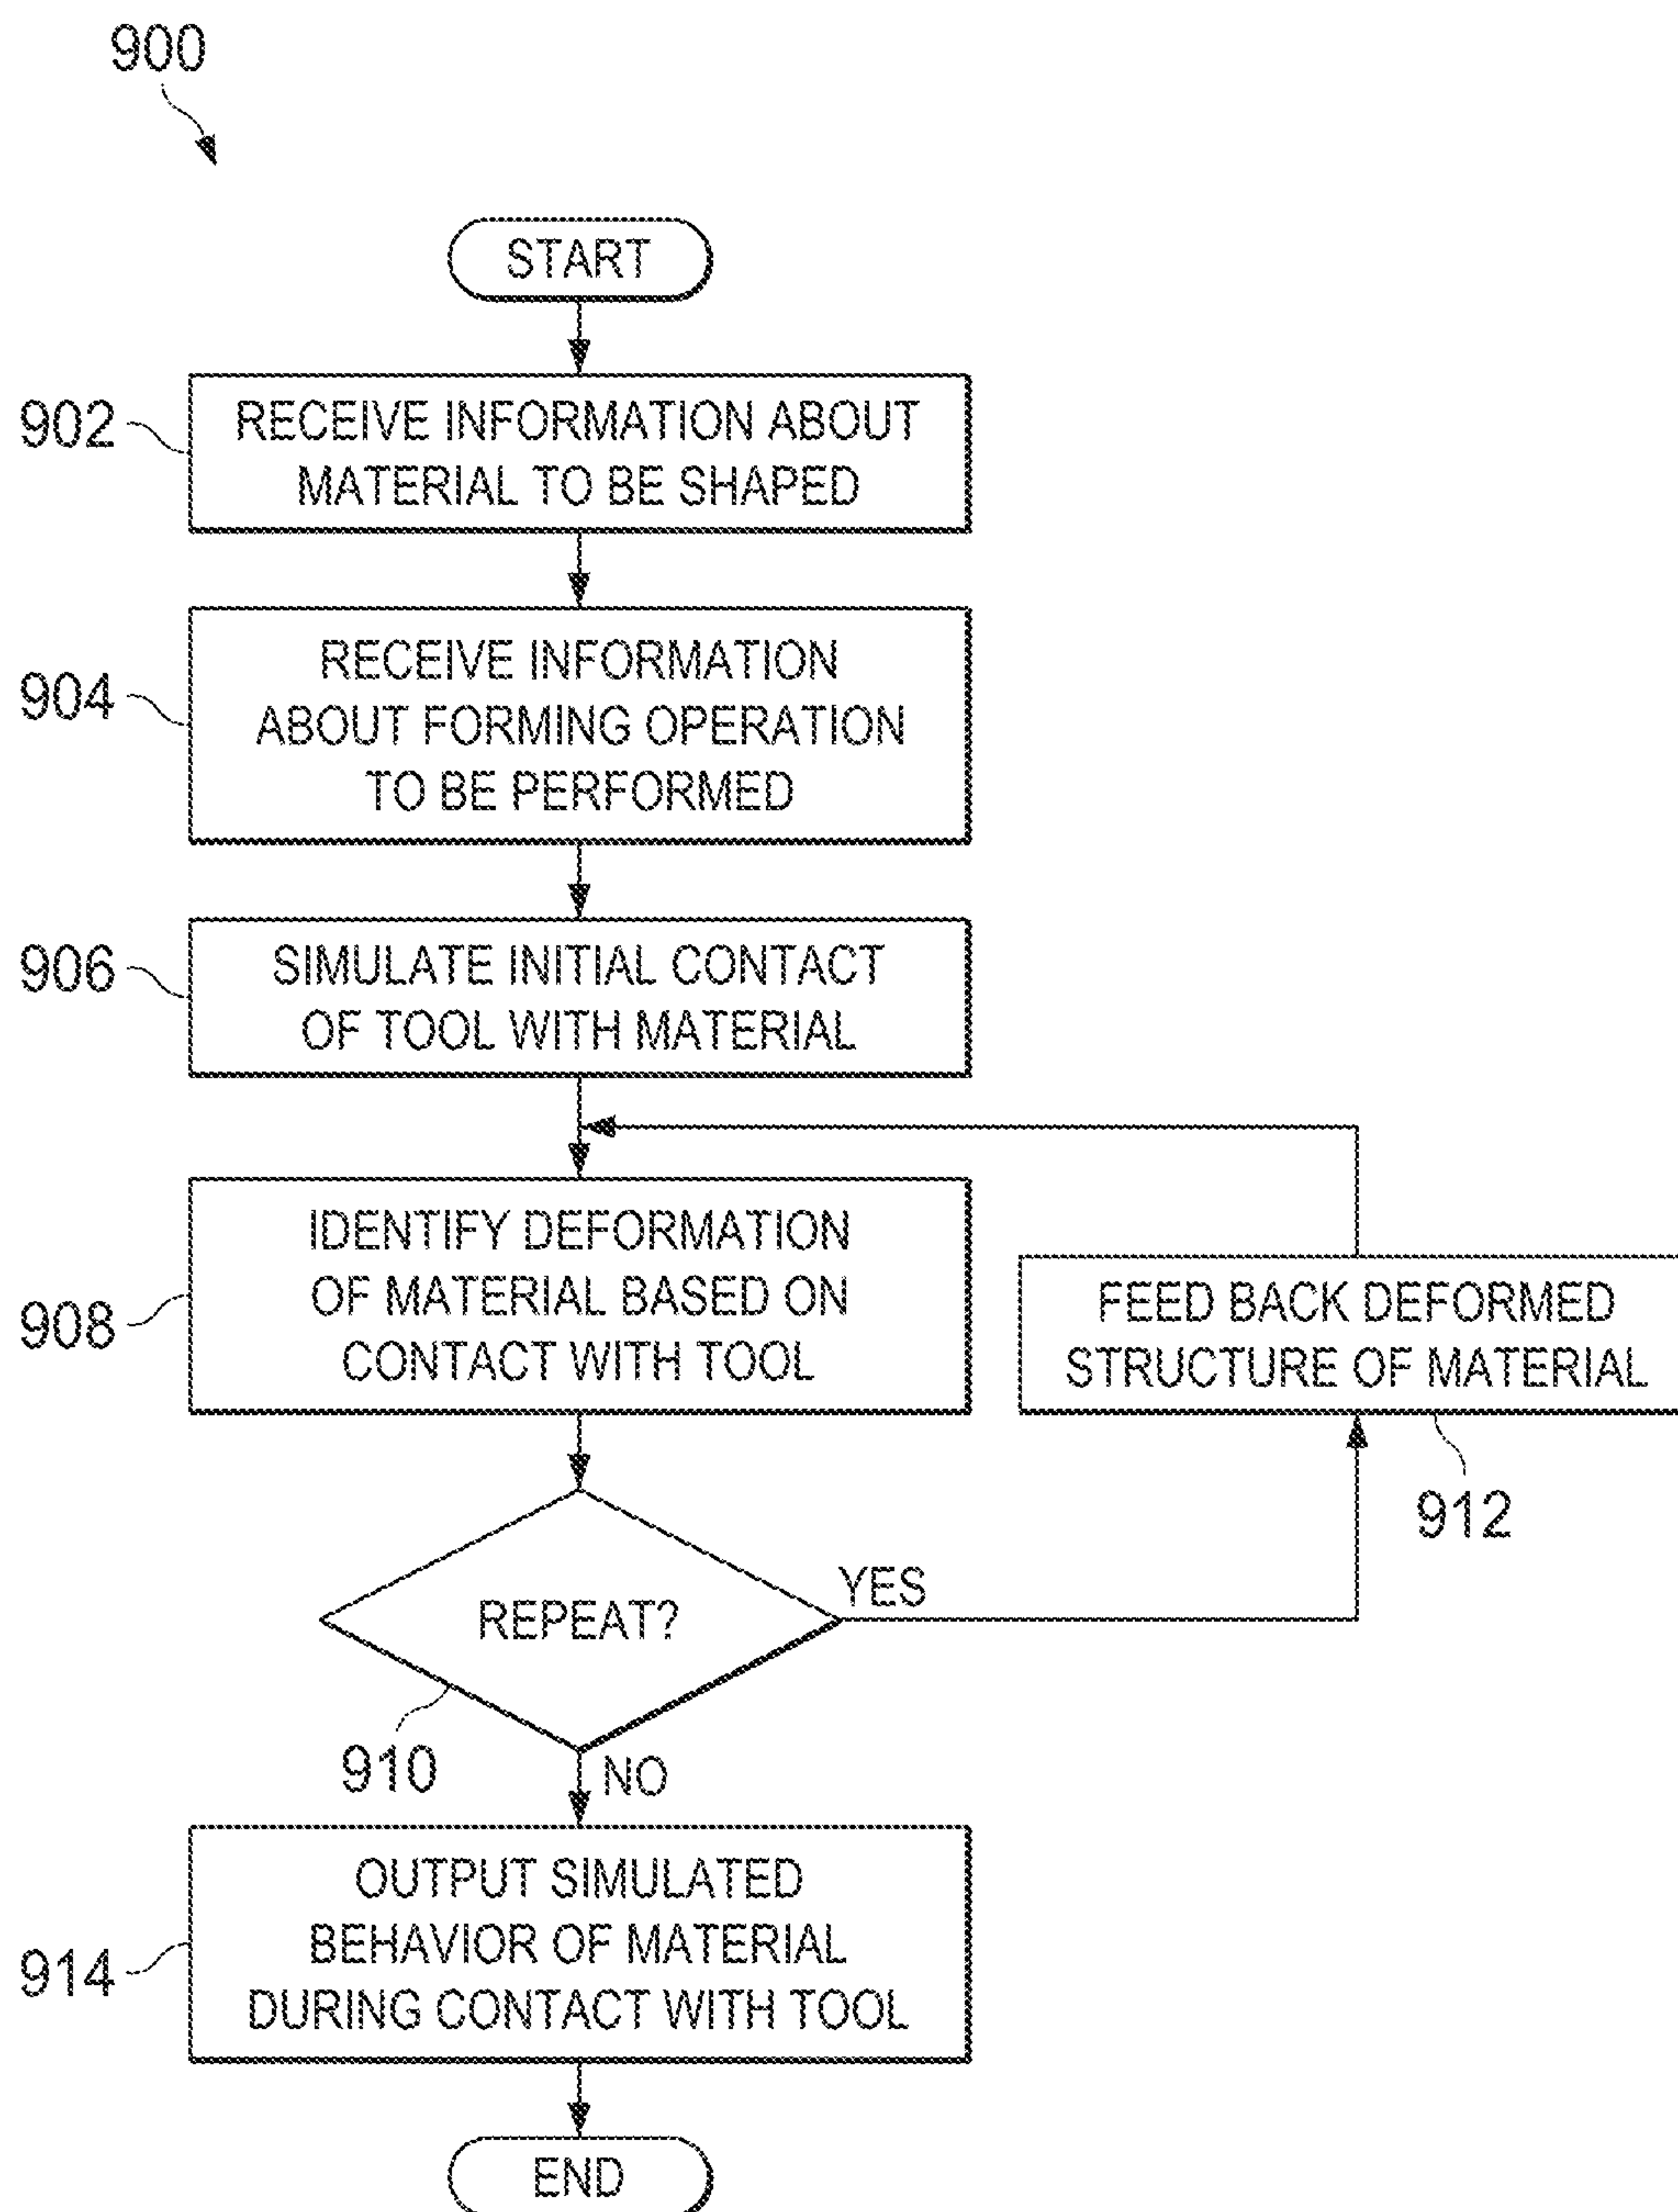 900
START
902
RECEIVE INFORMATION ABOUT
MATERIAL TO BE SHAPED
904
RECEIVE INFORMATION
ABOUT FORMING OPERATION
TO BE PERFORMED
906
SIMULATE INITIAL CONTACT
OF TOOL WITH MATERIAL
908
IDENTIFY DEFORMATION
OF MATERIAL BASED ON
CONTACT WITH TOOL
FEED BACK DEFORMED
STRUCTURE OF MATERIAL
912
REPEAT?
YES
910
NO
914
OUTPUT SIMULATED
BEHAVIOR OF MATERIAL
DURING CONTACT WITH TOOL
END